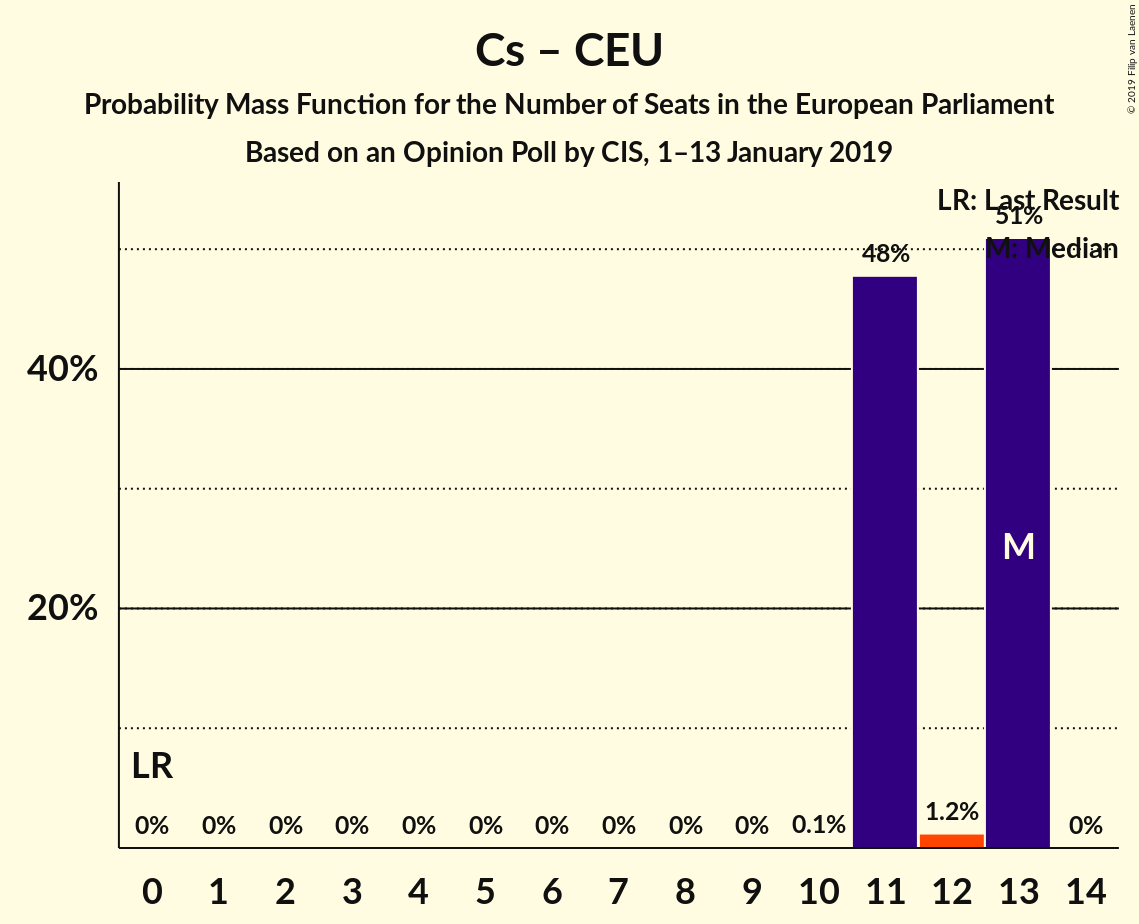 Cs – CEU
Probability Mass Function for the Number of Seats in the European Parliament
Based on an Opinion Poll by CIS, 1–13 January 2019
© 2019 Filip van Laenen
LR: Last Result
M: Median
51%
48%
40%
M
20%
LR
0% 0% 0% 0% 0% 0% 0% 0% 0% 0% 0.1% 1.2% 0%
0 1 2 3 4 5 6 7 8 9 10 11 12 13 14